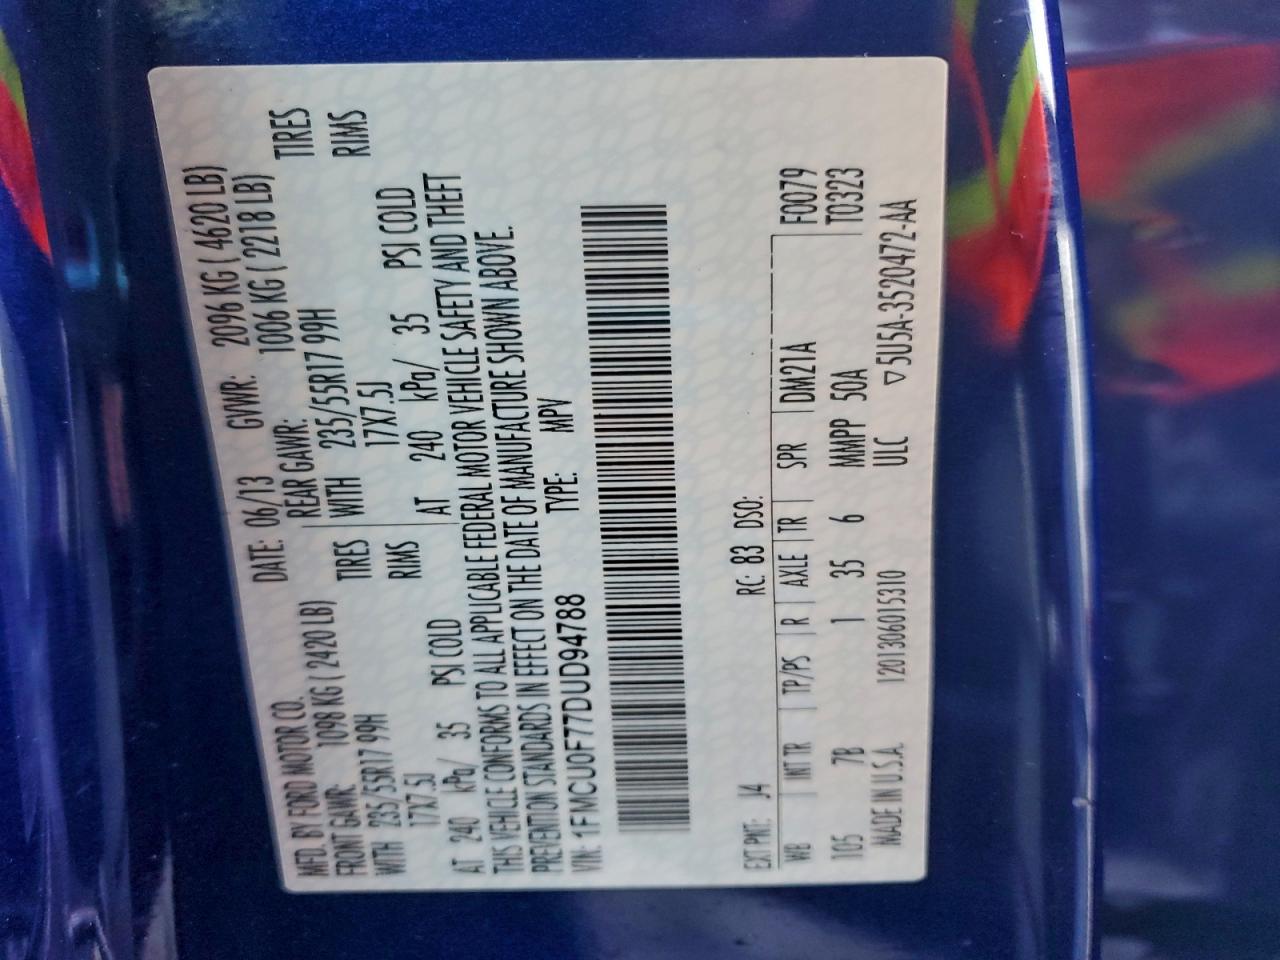 MFD. BY FORD MOTOR CO.
DATE: 06/13 GVWR: 2096 KG ( 4620 LB)
FRONT GAWR: 1098 KG ( 2420 LB) REAR GAWR: 1006 KG ( 2218 LB)
WITH 235/55R17 99H TIRES WITH 235/55R17 99H TIRES
17X7.5J RIMS 17X7.5J RIMS
AT 240 kPa/ 35 PSI COLD AT 240 kPa/ 35 PSI COLD
THIS VEHICLE CONFORMS TO ALL APPLICABLE FEDERAL MOTOR VEHICLE SAFETY AND THEFT
PREVENTION STANDARDS IN EFFECT ON THE DATE OF MANUFACTURE SHOWN ABOVE.
VIN: 1FMCU0F77DUD94788 TYPE: MPV
EXT PNT: J4 RC: 83 DSO:
WB INT TR TP/PS R AXLE TR SPR DM21A F0079
105 7B 1 35 6 MMPP 50A T0323
MADE IN U.S.A. 1201306015310 ULC ▽5U5A-3520472-AA